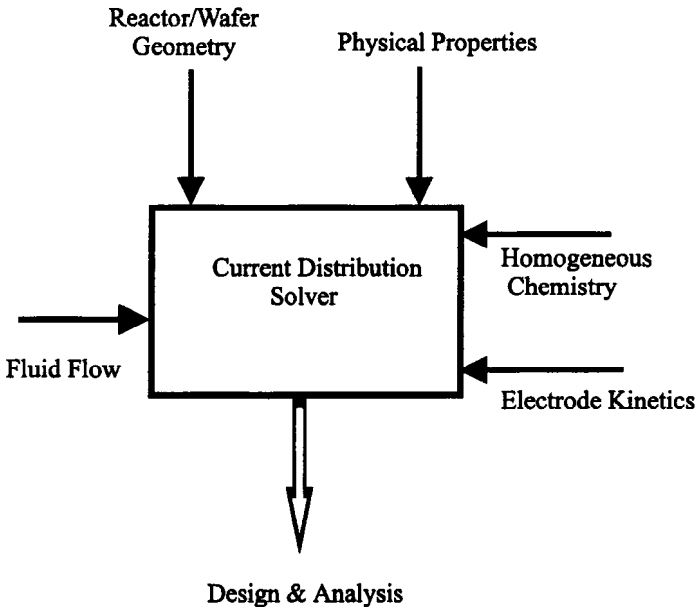 Reactor/Wafer
Geometry
Physical Properties
Current Distribution
Solver
Homogeneous
Chemistry
Fluid Flow
Electrode Kinetics
Design & Analysis